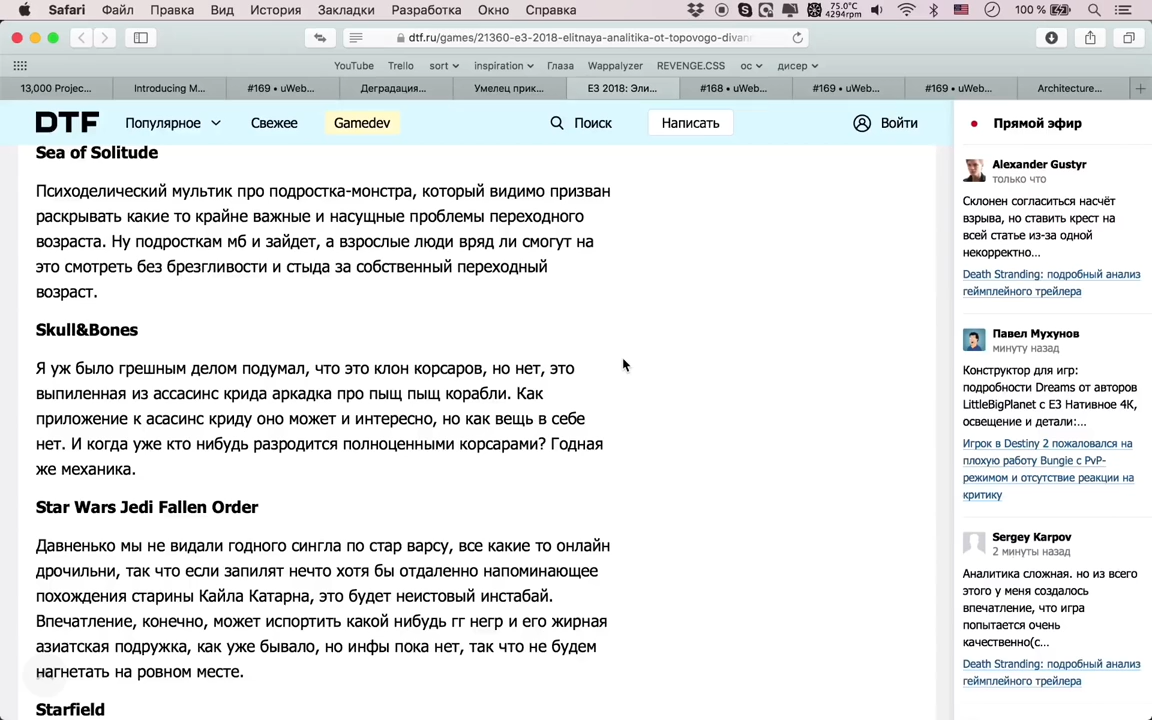 Safari Файл Правка Вид История Закладки Разработка Окно Справка 75.0°C 4294rpm 100 %
dtf.ru/games/21360-e3-2018-elitnaya-analitika-ot-topovogo-divanc
YouTube Trello sort inspiration Глаза Wappalyzer REVENGE.CSS ос дисер
13,000 Projec... Introducing M... #169 • uWeb... Деградация... Умелец прик... E3 2018: Эли... #168 • uWeb... #169 • uWeb... #169 • uWeb... Architecture...
DTF Популярное Свежее Gamedev Поиск Написать Войти
Sea of Solitude
Психоделический мультик про подростка-монстра, который видимо призван
раскрывать какие то крайне важные и насущные проблемы переходного
возраста. Ну подросткам мб и зайдет, а взрослые люди вряд ли смогут на
это смотреть без брезгливости и стыда за собственный переходный
возраст.
Skull&Bones
Я уж было грешным делом подумал, что это клон корсаров, но нет, это
выпиленная из ассасинс крида аркадка про пыщ пыщ корабли. Как
приложение к асасинс криду оно может и интересно, но как вещь в себе
нет. И когда уже кто нибудь разродится полноценными корсарами? Годная
же механика.
Star Wars Jedi Fallen Order
Давненько мы не видали годного сингла по стар варсу, все какие то онлайн
дрочильни, так что если запилят нечто хотя бы отдаленно напоминающее
похождения старины Кайла Катарна, это будет неистовый инстабай.
Впечатление, конечно, может испортить какой нибудь гг негр и его жирная
азиатская подружка, как уже бывало, но инфы пока нет, так что не будем
нагнетать на ровном месте.
Starfield
Прямой эфир
Alexander Gustyr
только что
Склонен согласиться насчёт
взрыва, но ставить крест на
всей статье из-за одной
некорректно...
Death Stranding: подробный анализ
геймплейного трейлера
Павел Мухунов
минуту назад
Конструктор для игр:
подробности Dreams от авторов
LittleBigPlanet с E3 Нативное 4K,
освещение и детали:...
Игрок в Destiny 2 пожаловался на
плохую работу Bungie с PvP-
режимом и отсутствие реакции на
критику
Sergey Karpov
2 минуты назад
Аналитика сложная. но из всего
этого у меня создалось
впечатление, что игра
попытается очень
качественно(с...
Death Stranding: подробный анализ
геймплейного трейлера